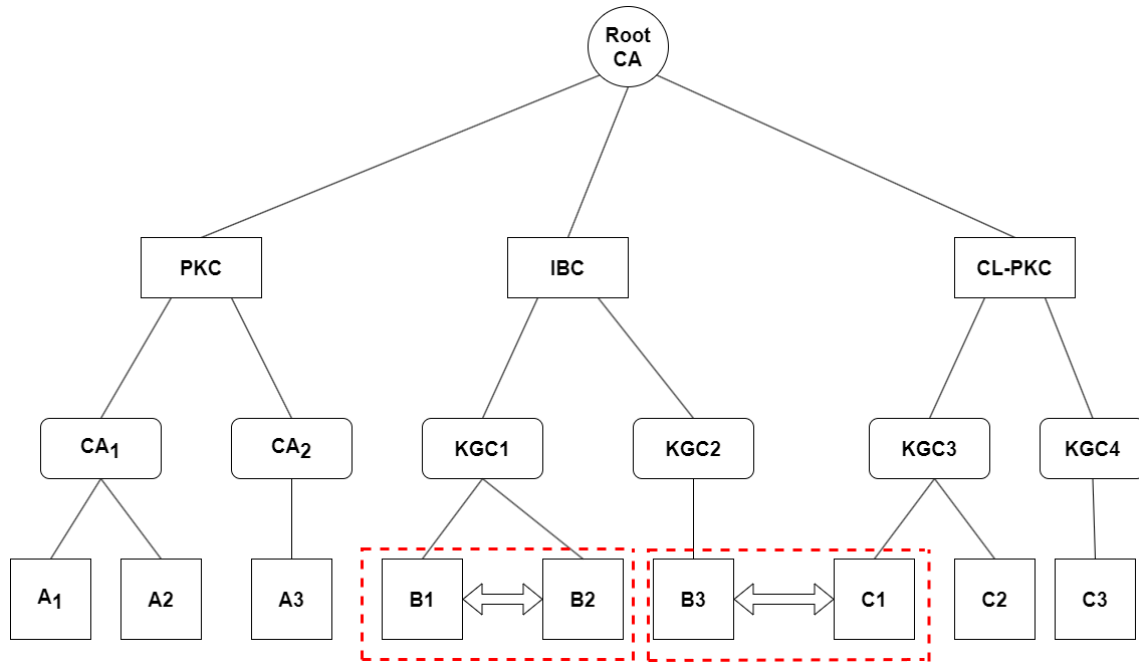 Root
CA
PKC
IBC
CL-PKC
CA1
CA2
KGC1
KGC2
KGC3
KGC4
A1
A2
A3
B1
B2
B3
C1
C2
C3